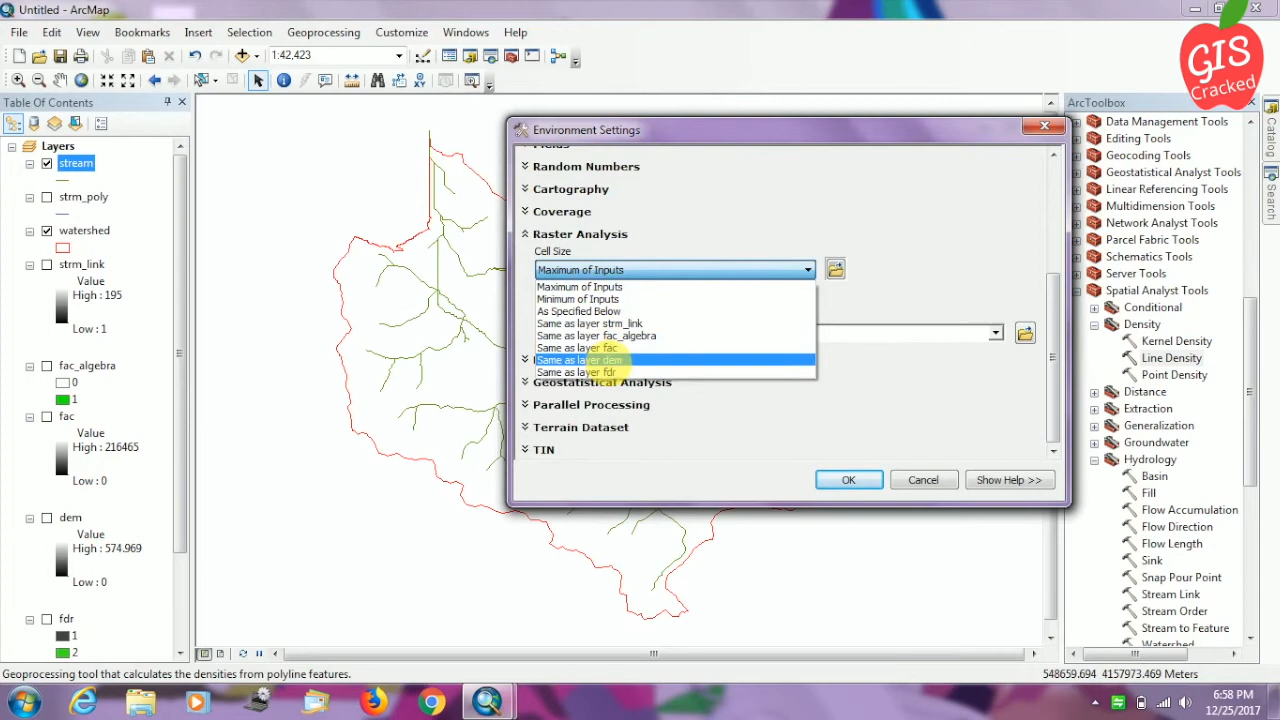 Untitled - ArcMap
File Edit View Bookmarks Insert Selection Geoprocessing Customize Windows Help
1:42,423
GIS
Cracked
Table Of Contents
Layers
stream
strm_poly
watershed
strm_link
Value
High : 195
Low : 1
fac_algebra
0
1
fac
Value
High : 216465
Low : 0
dem
Value
High : 574.969
Low : 0
fdr
1
2
Environment Settings
Random Numbers
Cartography
Coverage
Raster Analysis
Cell Size
Maximum of Inputs
Maximum of Inputs
Minimum of Inputs
As Specified Below
Same as layer strm_link
Same as layer fac_algebra
Same as layer fac
Same as layer dem
Same as layer fdr
Geostatistical Analysis
Parallel Processing
Terrain Dataset
TIN
OK Cancel Show Help >>
ArcToolbox
Data Management Tools
Editing Tools
Geocoding Tools
Geostatistical Analyst Tools
Linear Referencing Tools
Multidimension Tools
Network Analyst Tools
Parcel Fabric Tools
Schematics Tools
Server Tools
Spatial Analyst Tools
Conditional
Density
Kernel Density
Line Density
Point Density
Distance
Extraction
Generalization
Groundwater
Hydrology
Basin
Fill
Flow Accumulation
Flow Direction
Flow Length
Sink
Snap Pour Point
Stream Link
Stream Order
Stream to Feature
Watershed
Catalog
Search
Geoprocessing tool that calculates the densities from polyline features.
548659.694 4157973.469 Meters
6:58 PM
12/25/2017